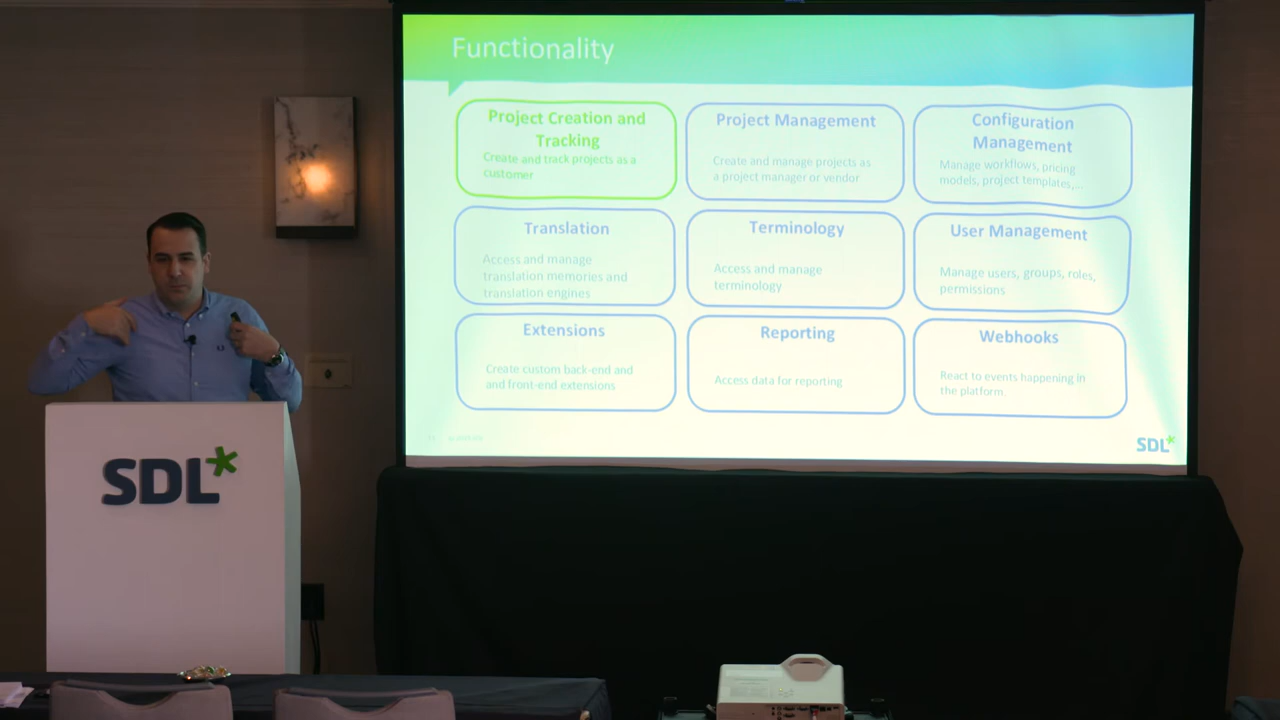 Functionality
Project Creation and
Tracking
Create and track projects as a
customer
Project Management
Create and manage projects as
a project manager or vendor
Configuration
Management
Manage workflows, pricing
models, project templates,...
Translation
Access and manage
translation memories and
translation engines
Terminology
Access and manage
terminology
User Management
Manage users, groups, roles,
permissions
Extensions
Create custom back-end and
and front-end extensions
Reporting
Access data for reporting
Webhooks
React to events happening in
the platform
SDL*
SDL*